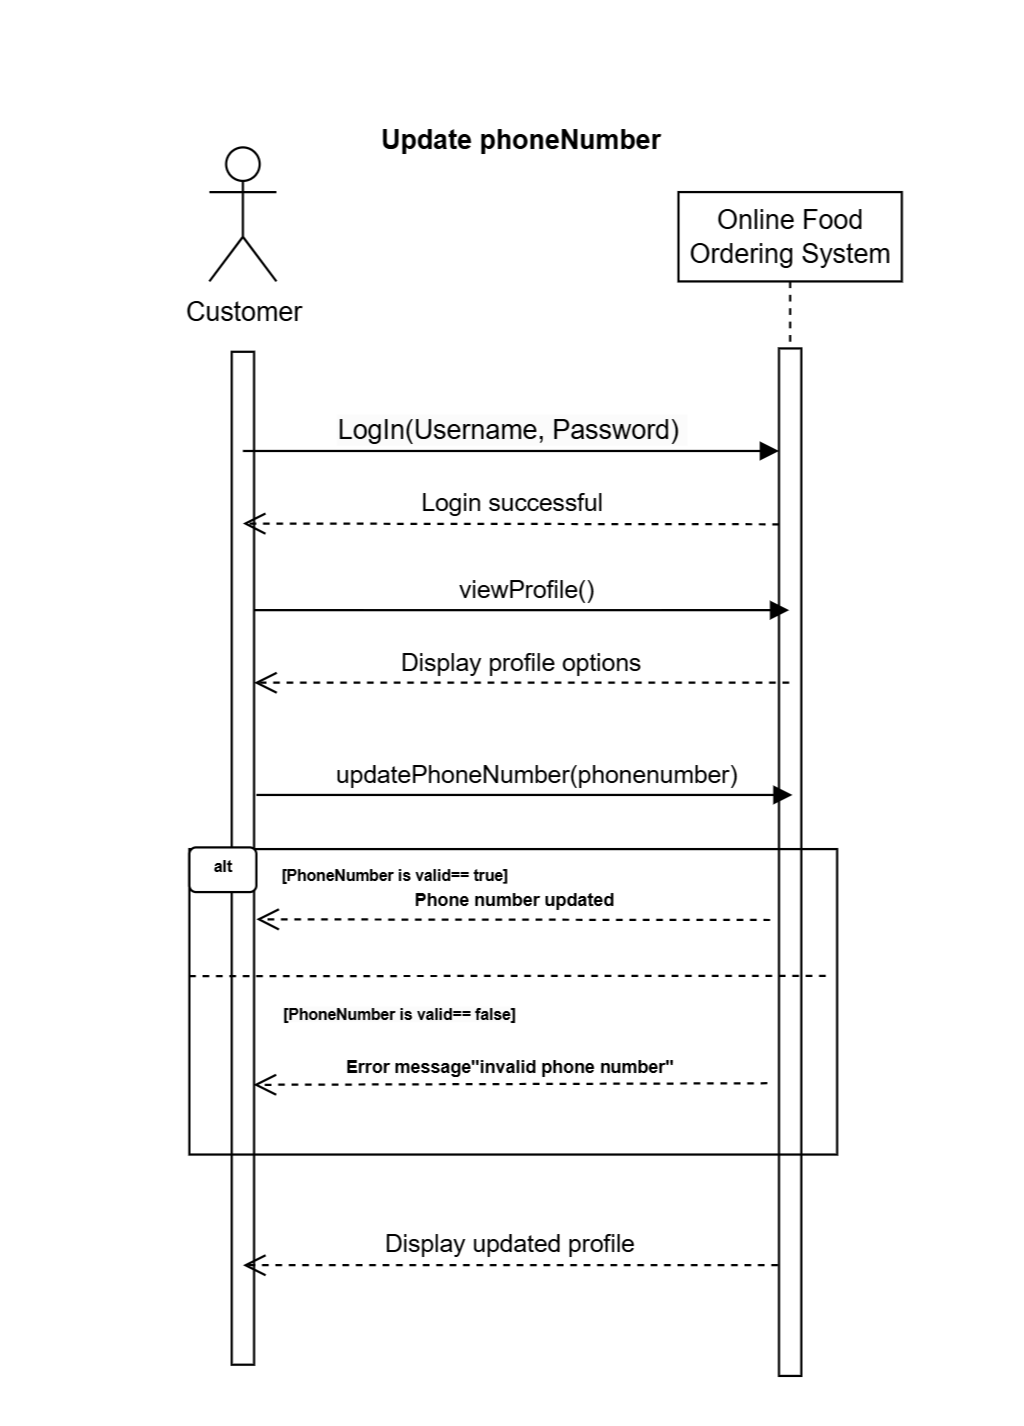 Update phoneNumber
Online Food
Ordering System
Customer
LogIn(Username, Password)
Login successful
viewProfile()
Display profile options
updatePhoneNumber(phonenumber)
alt
[PhoneNumber is valid== true]
Phone number updated
[PhoneNumber is valid== false]
Error message"invalid phone number"
Display updated profile